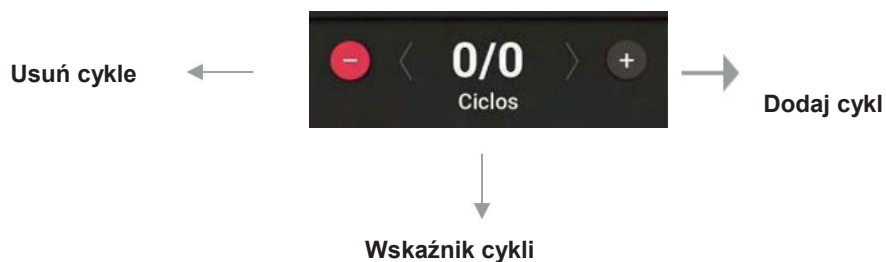 Usuń cykle
− 0/0 +
Ciclos
Dodaj cykl
Wskaźnik cykli